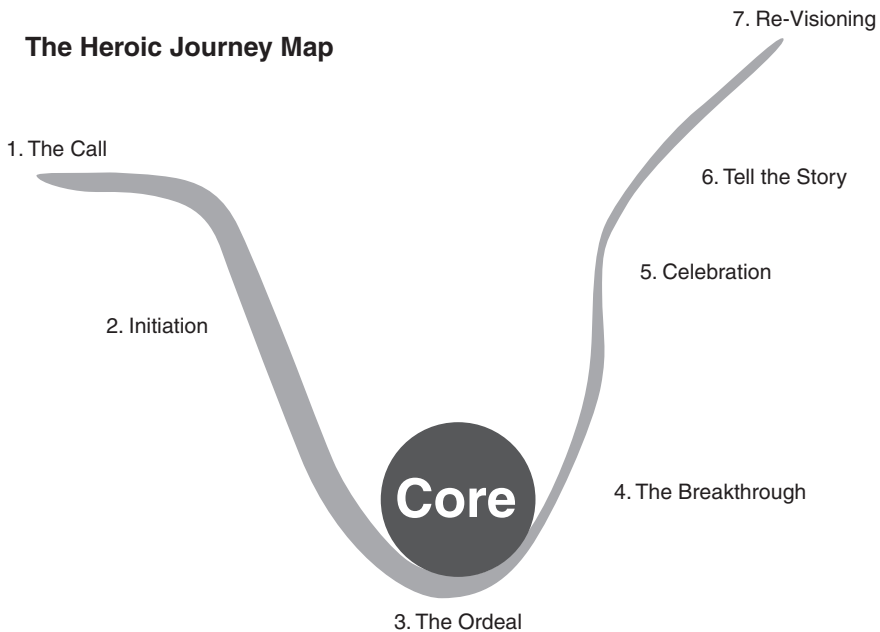 The Heroic Journey Map
1. The Call
2. Initiation
Core
3. The Ordeal
4. The Breakthrough
5. Celebration
6. Tell the Story
7. Re-Visioning